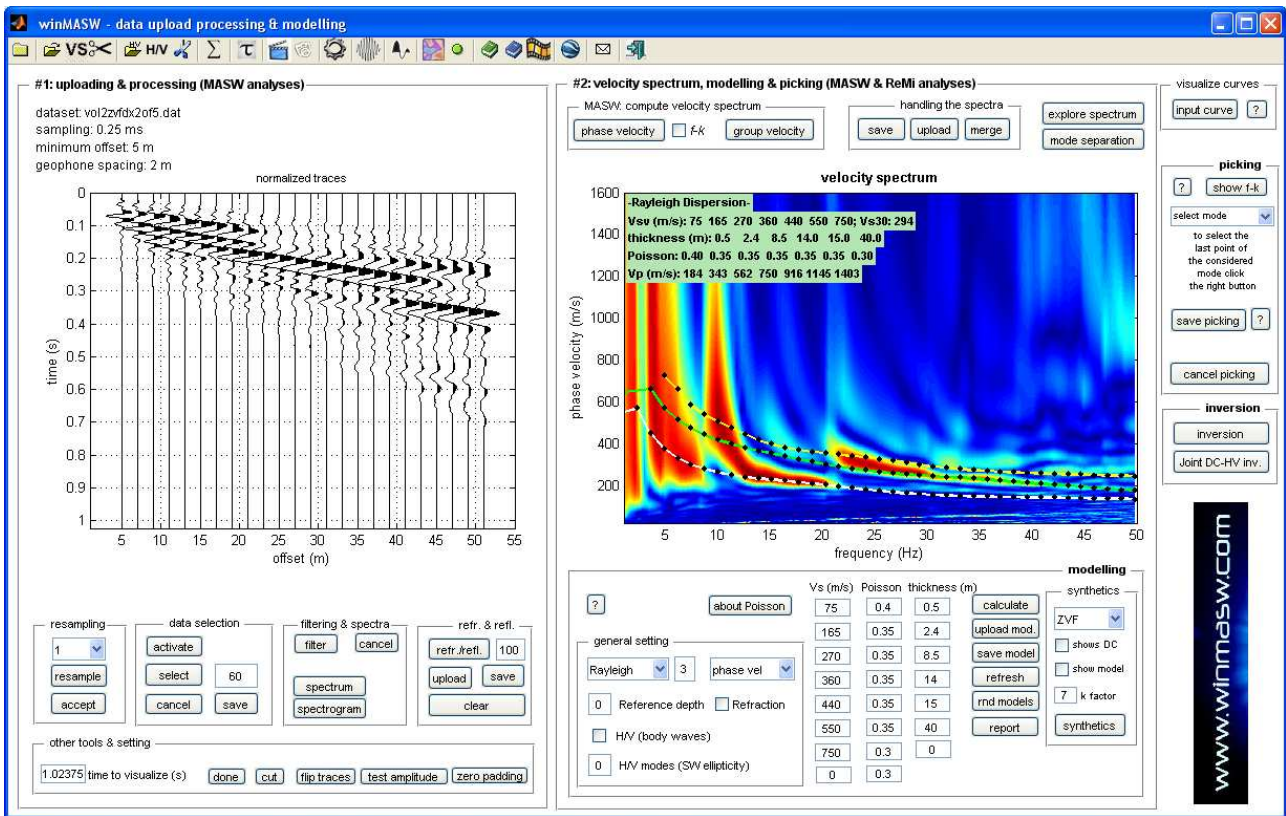 winMASW - data upload processing & modelling
VS
H/V
Σ
τ
#1: uploading & processing (MASW analyses)
dataset: vol2zvfdx2of5.dat
sampling: 0.25 ms
minimum offset: 5 m
geophone spacing: 2 m
normalized traces
0
0.1
0.2
0.3
0.4
0.5
0.6
0.7
0.8
0.9
1
time (s)
5 10 15 20 25 30 35 40 45 50 55
offset (m)
resampling
1
resample
accept
data selection
activate
select 60
cancel save
filtering & spectra
filter cancel
spectrum
spectrogram
refr. & refl.
refr./refl. 100
upload save
clear
other tools & setting
1.02375 time to visualize (s) done cut flip traces test amplitude zero padding
#2: velocity spectrum, modelling & picking (MASW & ReMi analyses)
MASW: compute velocity spectrum
phase velocity f-k group velocity
handling the spectra
save upload merge
explore spectrum
mode separation
velocity spectrum
-Rayleigh Dispersion-
Vsv (m/s): 75 165 270 360 440 550 750; Vs30: 294
thickness (m): 0.5 2.4 8.5 14.0 15.0 40.0
Poisson: 0.40 0.35 0.35 0.35 0.35 0.35 0.30
Vp (m/s): 184 343 562 750 916 1145 1403
1600
1400
1200
1000
800
600
400
200
phase velocity (m/s)
5 10 15 20 25 30 35 40 45 50
frequency (Hz)
modelling
? about Poisson
general setting
Rayleigh 3 phase vel
0 Reference depth Refraction
H/V (body waves)
0 H/V modes (SW ellipticity)
Vs (m/s) Poisson thickness (m)
75 0.4 0.5
165 0.35 2.4
270 0.35 8.5
360 0.35 14
440 0.35 15
550 0.35 40
750 0.3 0
0 0.3
calculate
upload mod.
save model
refresh
rnd models
report
synthetics
ZVF
shows DC
show model
7 k factor
synthetics
visualize curves
input curve ?
picking
? show f-k
select mode
to select the
last point of
the considered
mode click
the right button
save picking ?
cancel picking
inversion
inversion
Joint DC-HV inv.
www.winmasw.com